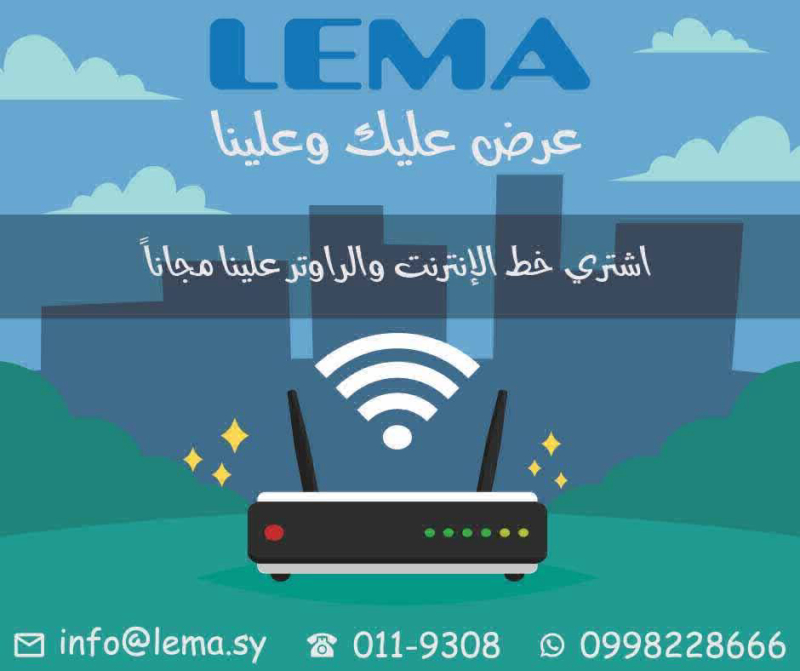 LEMA
عرض عليك وعلينا
اشتري خط الإنترنت والراوتر علينا مجاناً
info@lema.sy 011-9308 0998228666